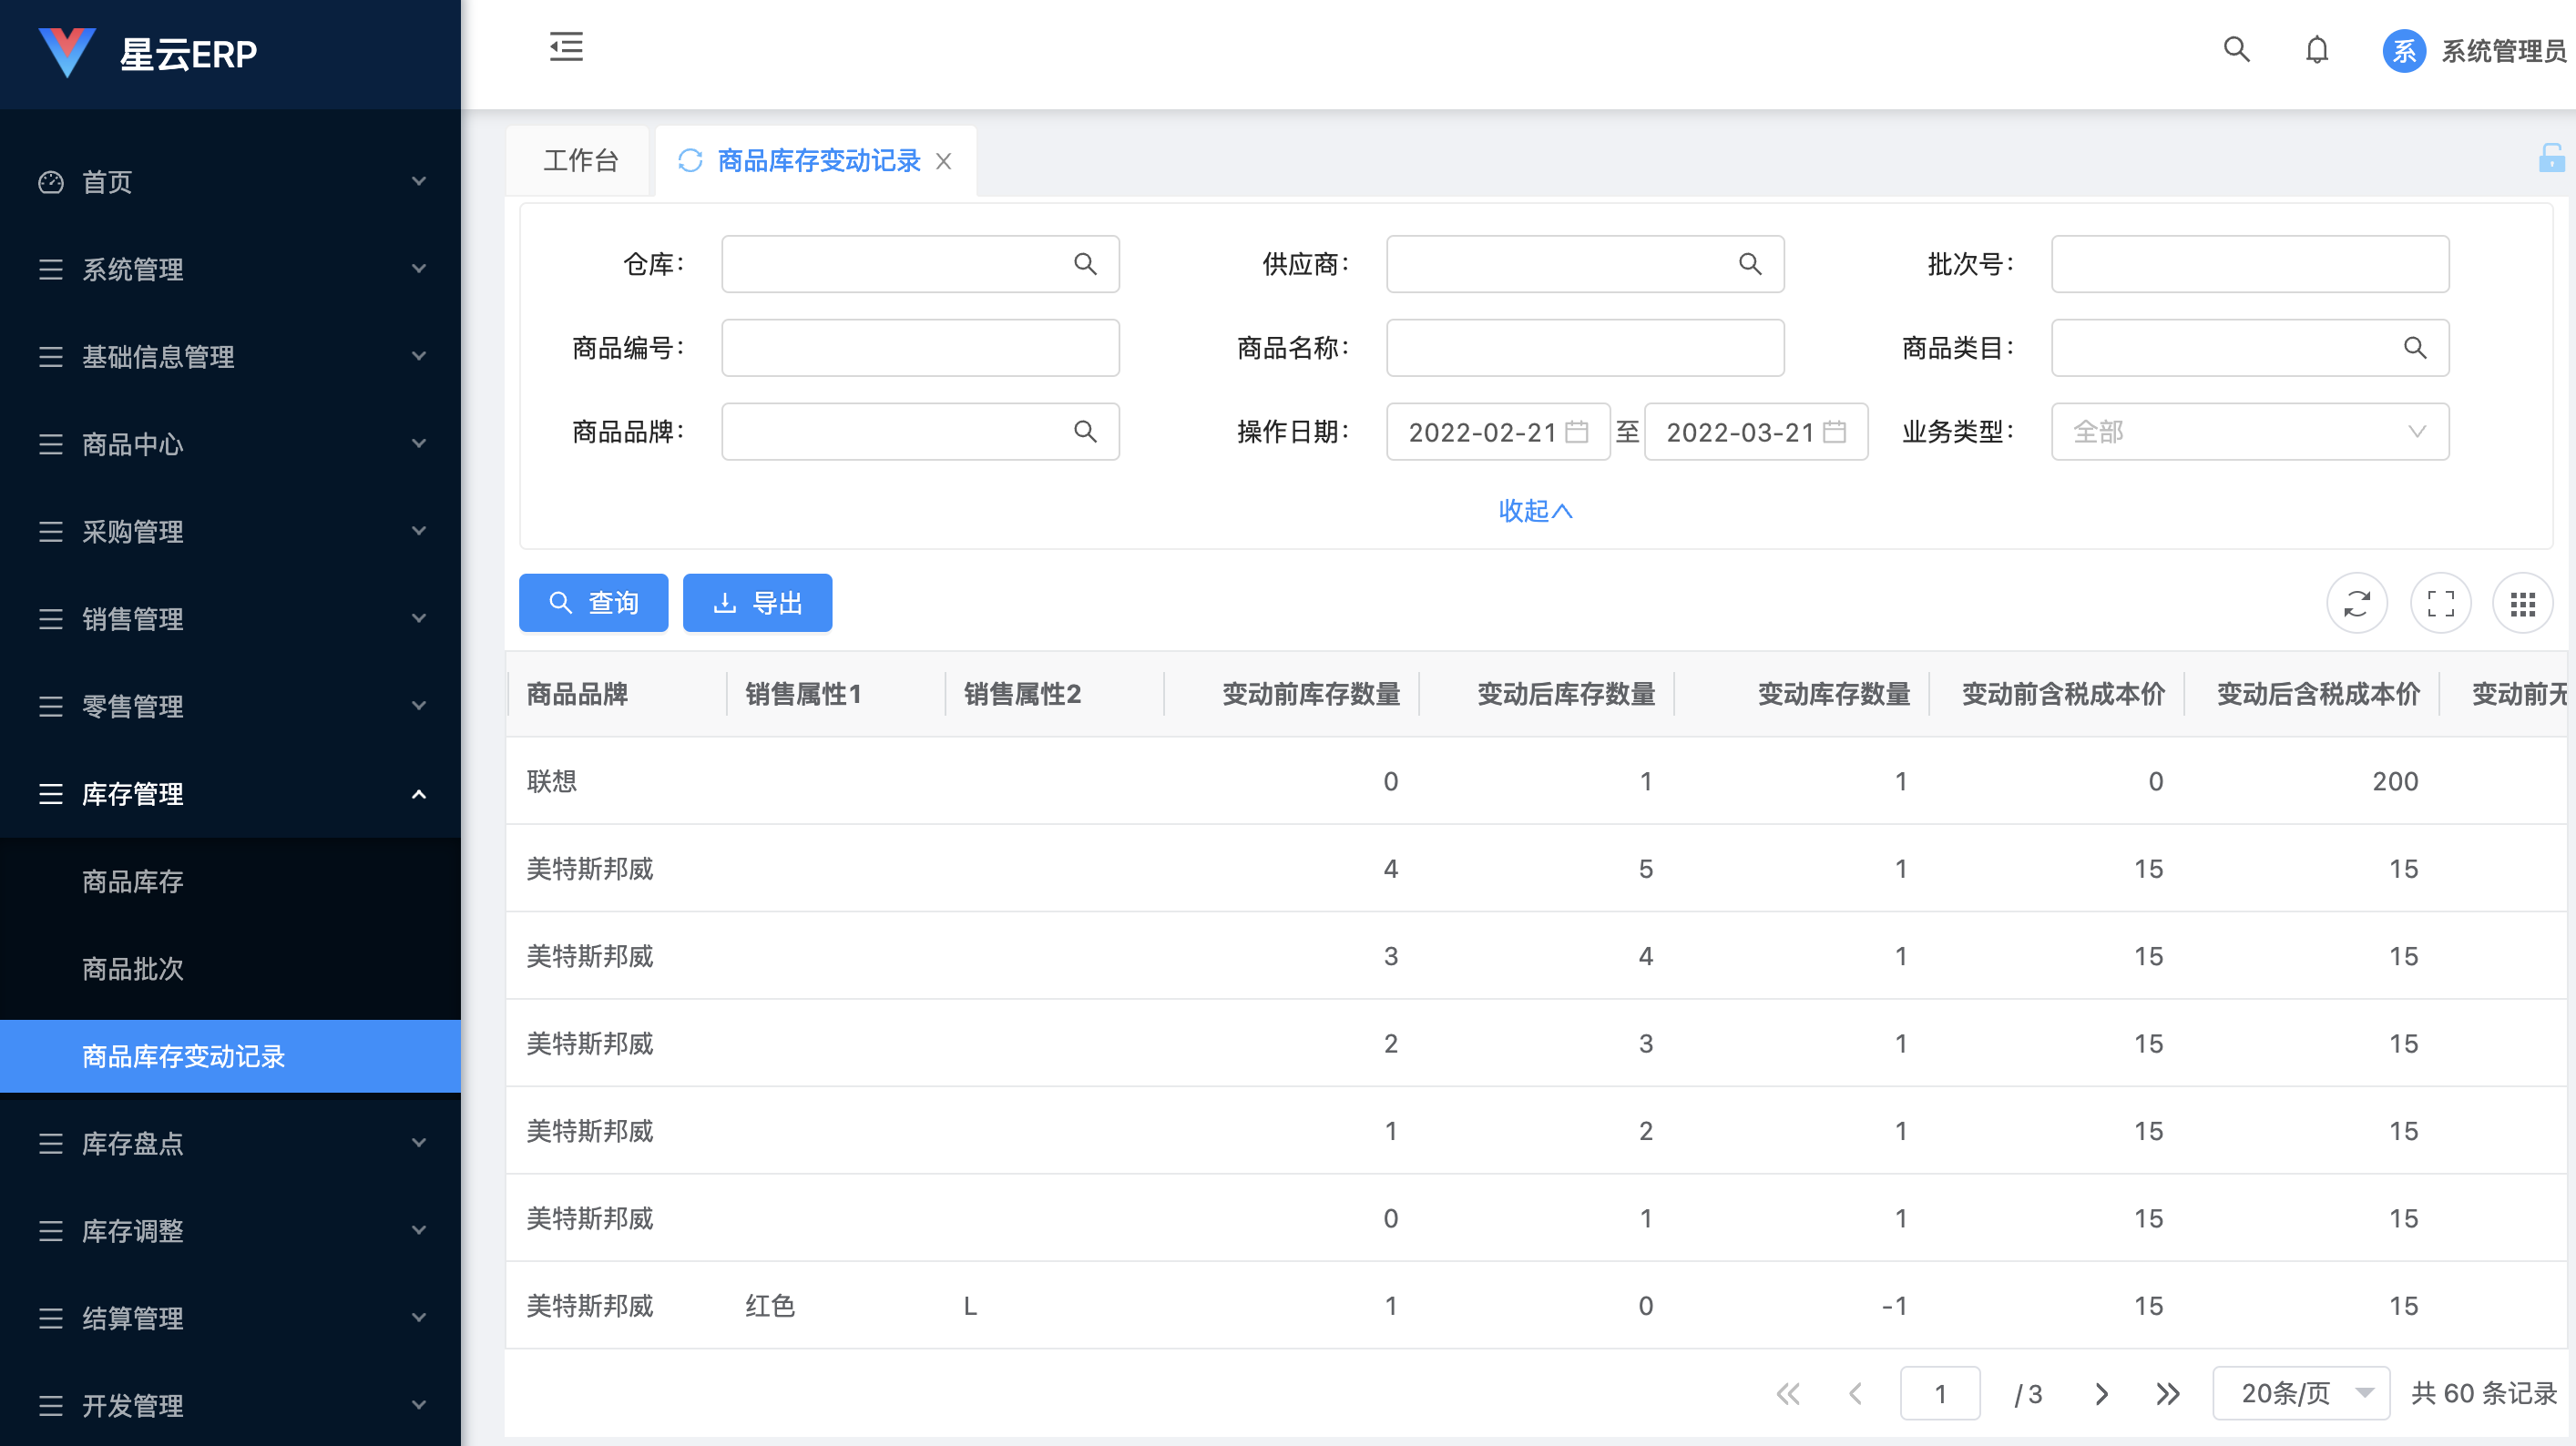 星云ERP
系 系统管理员
首页
系统管理
基础信息管理
商品中心
采购管理
销售管理
零售管理
库存管理
商品库存
商品批次
商品库存变动记录
库存盘点
库存调整
结算管理
开发管理
工作台 商品库存变动记录
仓库: 供应商: 批次号:
商品编号: 商品名称: 商品类目:
商品品牌: 操作日期: 2022-02-21 至 2022-03-21 业务类型: 全部
收起
查询 导出
商品品牌 销售属性1 销售属性2 变动前库存数量 变动后库存数量 变动库存数量 变动前含税成本价 变动后含税成本价 变动前无
联想 0 1 1 0 200
美特斯邦威 4 5 1 15 15
美特斯邦威 3 4 1 15 15
美特斯邦威 2 3 1 15 15
美特斯邦威 1 2 1 15 15
美特斯邦威 0 1 1 15 15
美特斯邦威 红色 L 1 0 -1 15 15
1 / 3 20条/页 共 60 条记录